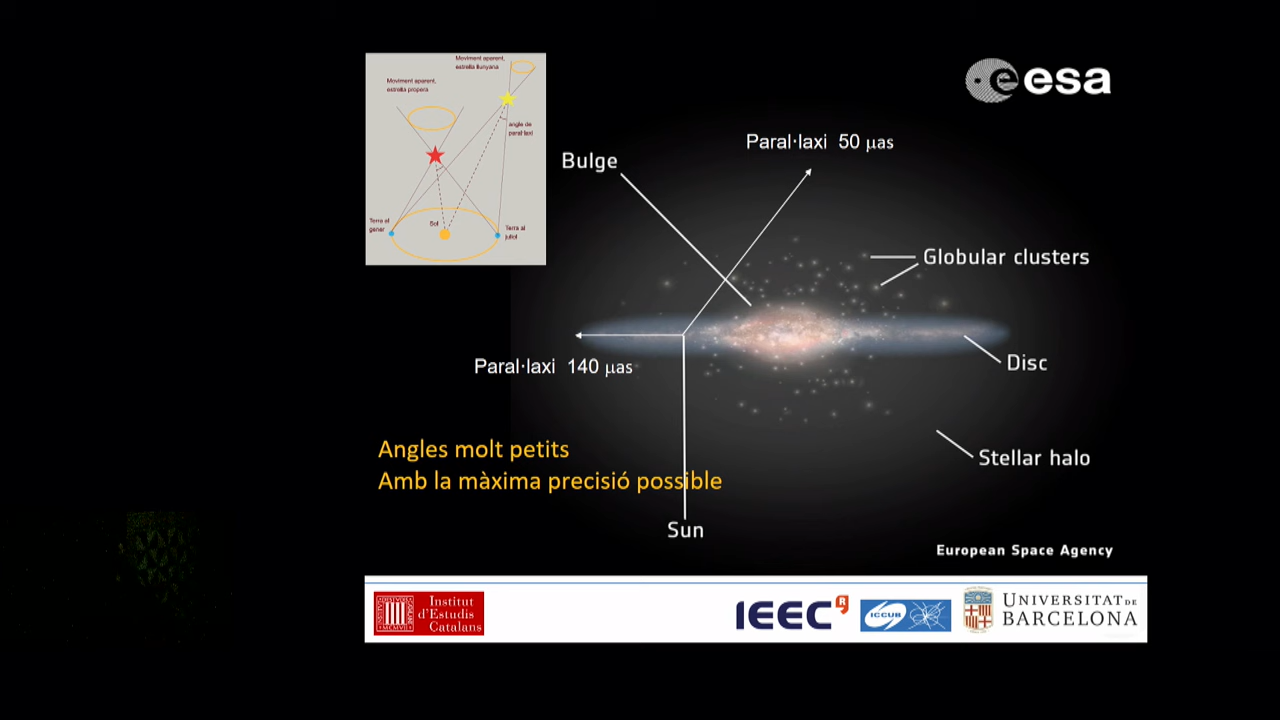 Moviment aparent,
estrella llunyana
Moviment aparent,
estrella propera
angle de
paral·laxi
Terra al
gener
Sol
Terra al
juliol
esa
Paral·laxi 50 μas
Bulge
Globular clusters
Paral·laxi 140 μas
Disc
Angles molt petits
Amb la màxima precisió possible
Stellar halo
Sun
European Space Agency
Institut
d'Estudis
Catalans
IEEC R
ICCUB
UNIVERSITAT DE
BARCELONA